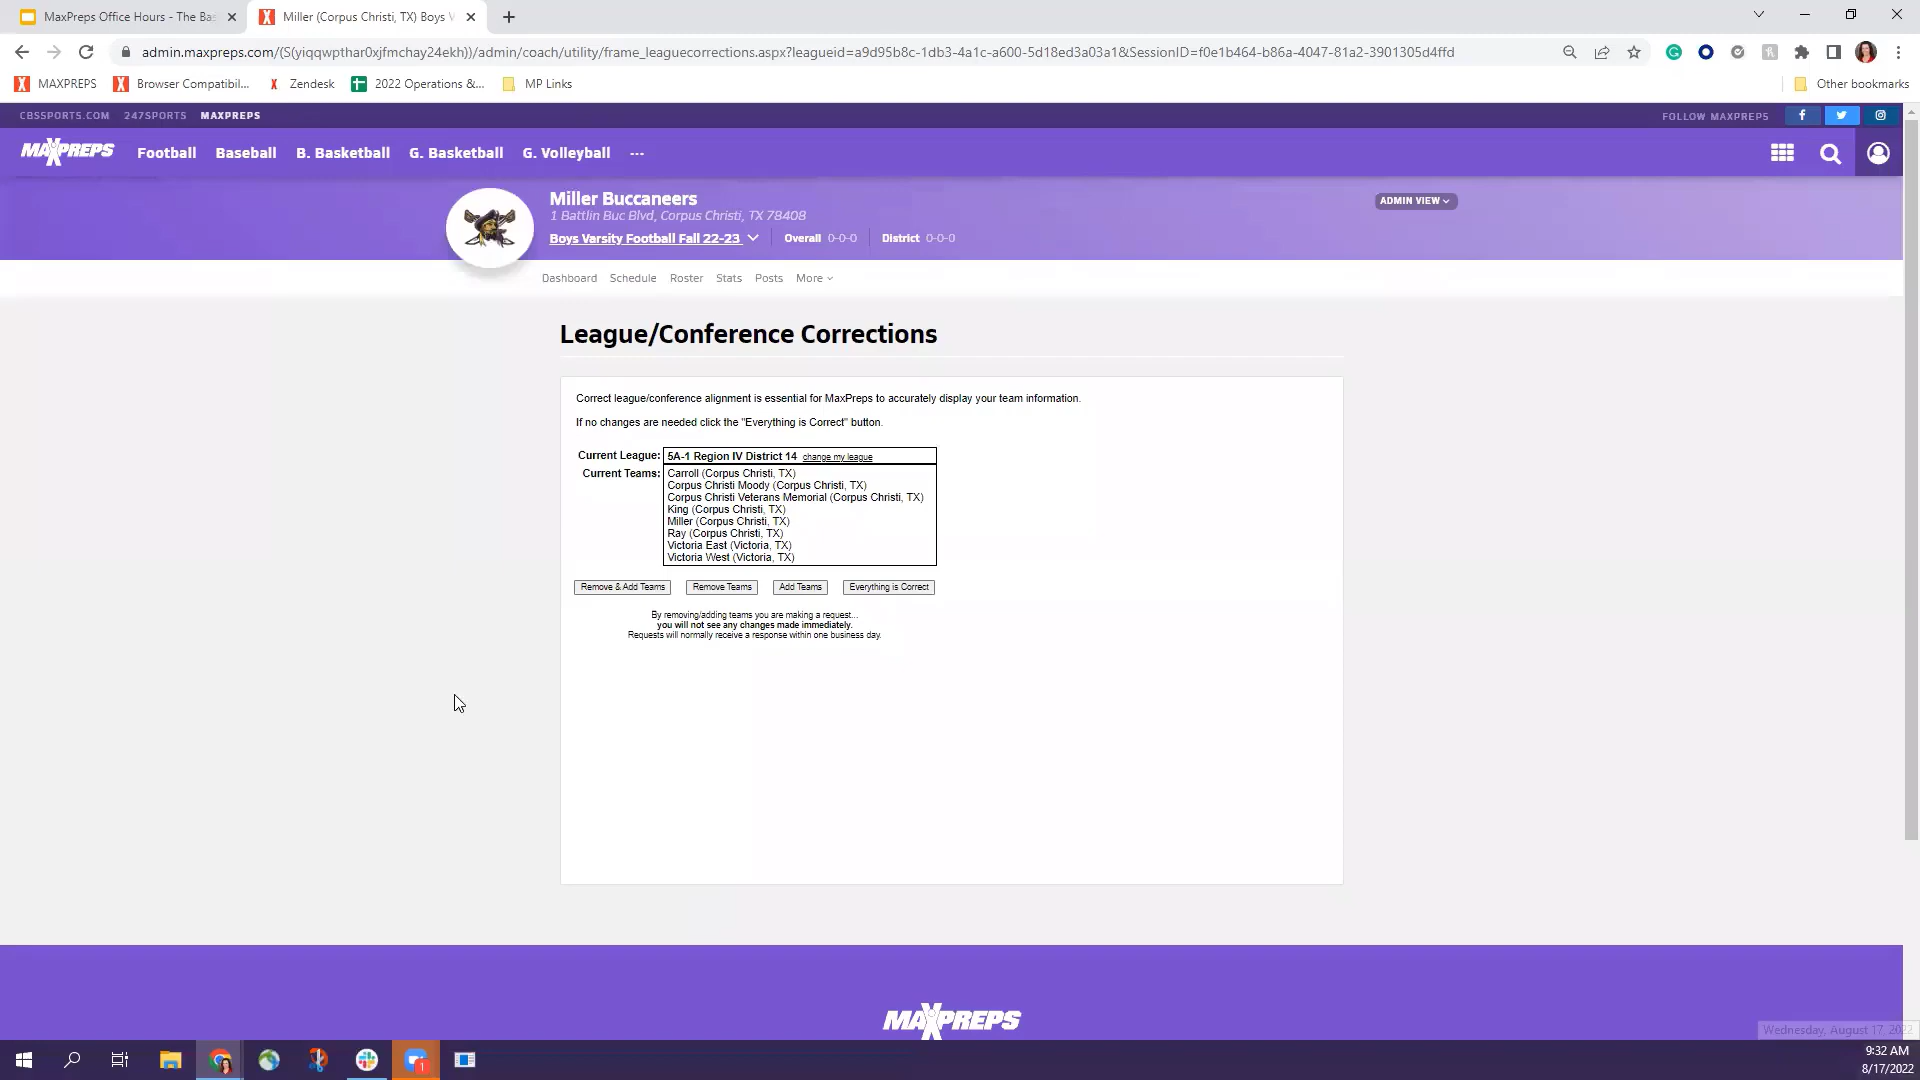 MaxPreps Office Hours - The Bas
Miller (Corpus Christi, TX) Boys V
admin.maxpreps.com/(S(yiqqwpthar0xjfmchay24ekh))/admin/coach/utility/frame_leaguecorrections.aspx?leagueid=a9d95b8c-1db3-4a1c-a600-5d18ed3a03a1&SessionID=f0e1b464-b86a-4047-81a2-3901305d4ffd
MAXPREPS
Browser Compatibil...
Zendesk
2022 Operations &...
MP Links
Other bookmarks
CBSSPORTS.COM 247SPORTS MAXPREPS
FOLLOW MAXPREPS
MAXPREPS
Football Baseball B. Basketball G. Basketball G. Volleyball ---
Miller Buccaneers
ADMIN VIEW
1 Battlin Buc Blvd, Corpus Christi, TX 78408
Boys Varsity Football Fall 22-23 Overall 0-0-0 District 0-0-0
Dashboard Schedule Roster Stats Posts More
League/Conference Corrections
Correct league/conference alignment is essential for MaxPreps to accurately display your team information.
If no changes are needed click the "Everything is Correct" button.
Current League: 5A-1 Region IV District 14 change my league
Current Teams: Carroll (Corpus Christi, TX)
Corpus Christi Moody (Corpus Christi, TX)
Corpus Christi Veterans Memorial (Corpus Christi, TX)
King (Corpus Christi, TX)
Miller (Corpus Christi, TX)
Ray (Corpus Christi, TX)
Victoria East (Victoria, TX)
Victoria West (Victoria, TX)
Remove & Add Teams Remove Teams Add Teams Everything is Correct
By removing/adding teams you are making a request...
you will not see any changes made immediately.
Requests will normally receive a response within one business day.
MAXPREPS
Wednesday, August 17, 2022
1
9:32 AM
8/17/2022